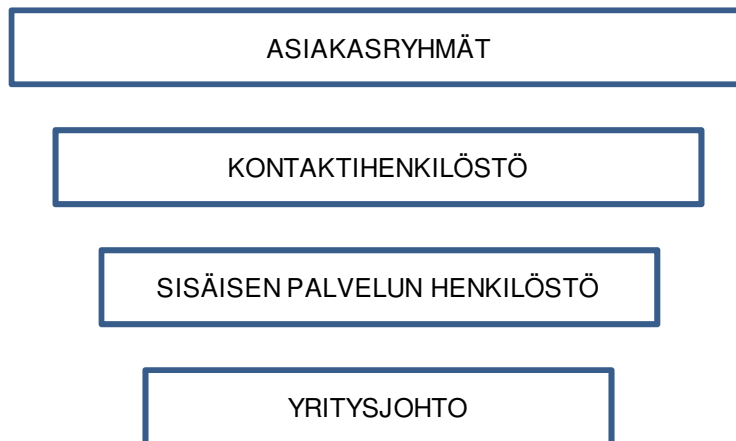 ASIAKASRYHMÄT
KONTAKTIHENKILÖSTÖ
SISÄISEN PALVELUN HENKILÖSTÖ
YRITYSJOHTO